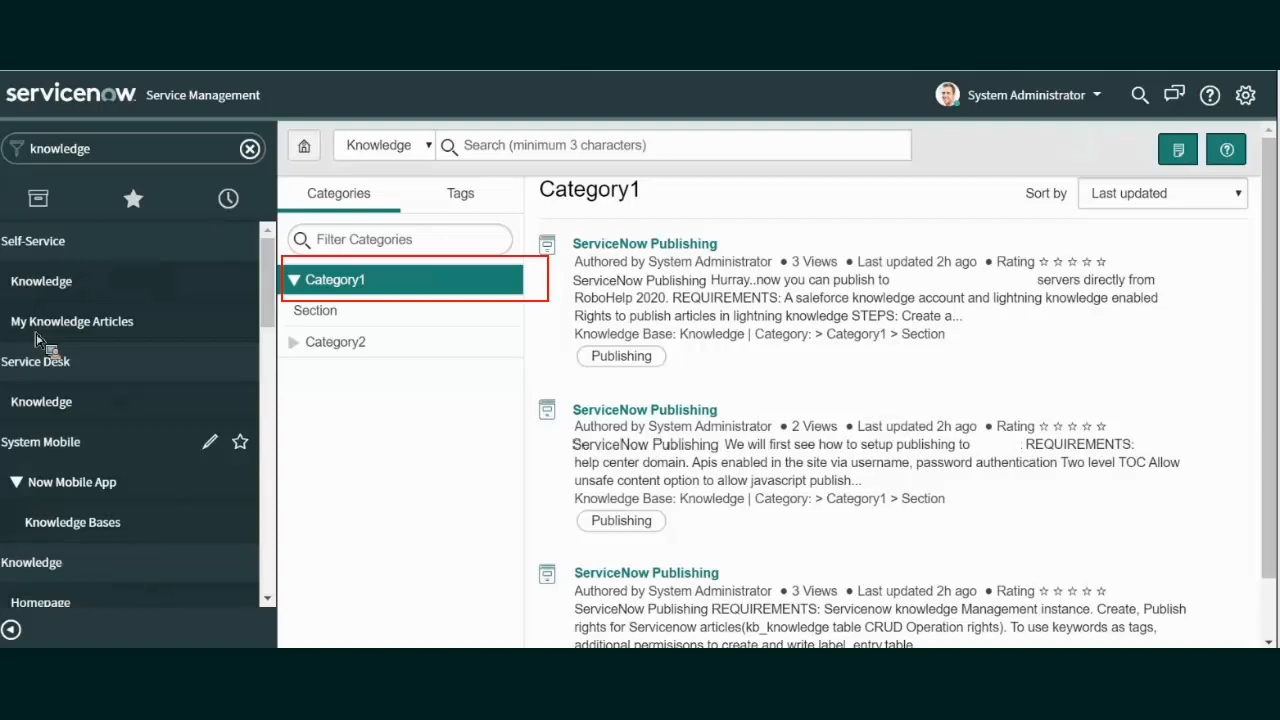 servicenow Service Management
System Administrator
knowledge
Self-Service
Knowledge
My Knowledge Articles
Service Desk
Knowledge
System Mobile
Now Mobile App
Knowledge Bases
Knowledge
Homepage
Knowledge
Search (minimum 3 characters)
Categories Tags
Filter Categories
Category1
Section
Category2
Category1
Sort by Last updated
ServiceNow Publishing
Authored by System Administrator ● 3 Views ● Last updated 2h ago ● Rating ☆ ☆ ☆ ☆ ☆
ServiceNow Publishing Hurray..now you can publish to servers directly from
RoboHelp 2020. REQUIREMENTS: A saleforce knowledge account and lightning knowledge enabled
Rights to publish articles in lightning knowledge STEPS: Create a...
Knowledge Base: Knowledge | Category: > Category1 > Section
Publishing
ServiceNow Publishing
Authored by System Administrator ● 2 Views ● Last updated 2h ago ● Rating ☆ ☆ ☆ ☆ ☆
ServiceNow Publishing We will first see how to setup publishing to : REQUIREMENTS:
help center domain. Apis enabled in the site via username, password authentication Two level TOC Allow
unsafe content option to allow javascript publish...
Knowledge Base: Knowledge | Category: > Category1 > Section
Publishing
ServiceNow Publishing
Authored by System Administrator ● 3 Views ● Last updated 2h ago ● Rating ☆ ☆ ☆ ☆ ☆
ServiceNow Publishing REQUIREMENTS: Servicenow knowledge Management instance. Create, Publish
rights for Servicenow articles(kb_knowledge table CRUD Operation rights). To use keywords as tags,
additional permisisons to create and write label_entry table